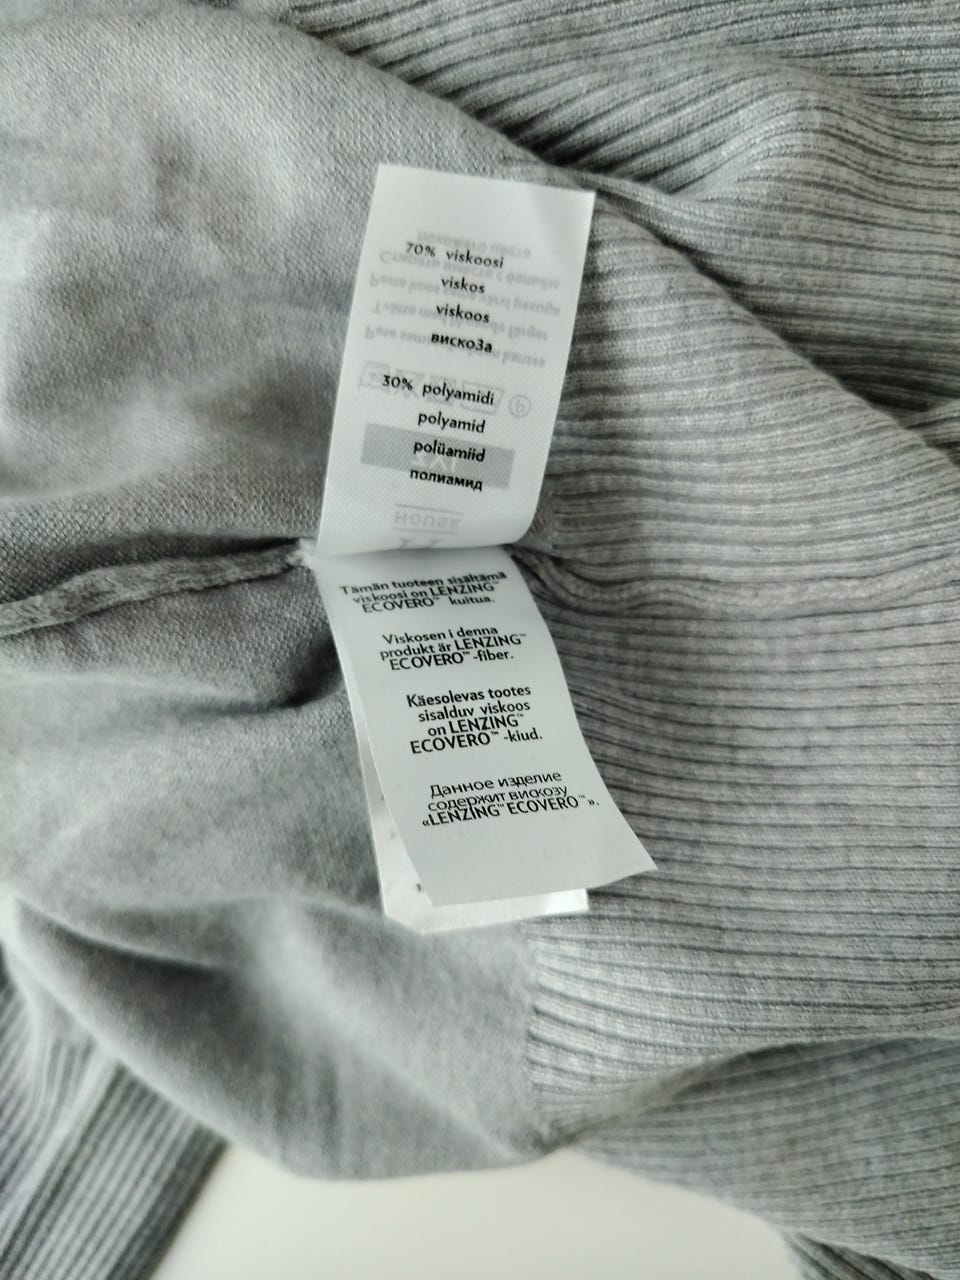 70% viskoosi
viskos
viskoos
вискоЗа
30% polyamidi
polyamid
polüamiid
полиамид
HOUSE
Tämän tuoteen sisältämä
viskoosi on LENZING™
ECOVERO™ kuitua.
Viskosen i denna
produkt är LENZING™
ECOVERO™ -fiber.
Käesolevas tootes
sisalduv viskoos
on LENZING™
ECOVERO™ -kiud.
Данное изделие
содержит вискозу
«LENZING™ ECOVERO™».